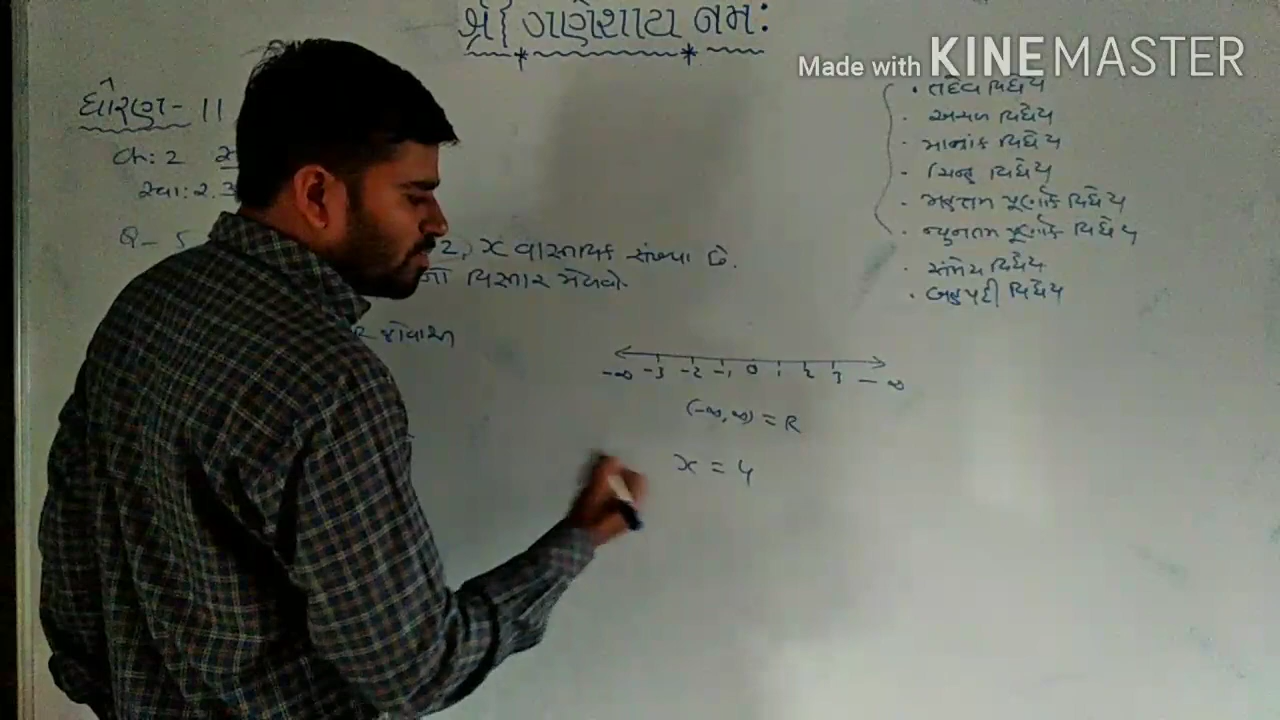 શ્રી ગણેશાય નમ:
Made with KINEMASTER
ધોરણ- 11
Ch: 2
સ્વા: 2.3
Q- 5
2, x વાસ્તવિક સંખ્યા છે.
નો વિસ્તાર મેળવો.
R જોવાથી
• તદેવ વિધેય
• અચળ વિધેય
• માનાંક વિધેય
• ચિહ્ન વિધેય
• મહત્તમ પૂર્ણાંક વિધેય
• ન્યુનતમ પૂર્ણાંક વિધેય
• સંમેય વિધેય
• બહુપદી વિધેય
-∞ -3 -2 -1 0 1 2 3 - ∞
(-∞, ∞) = R
x = 4